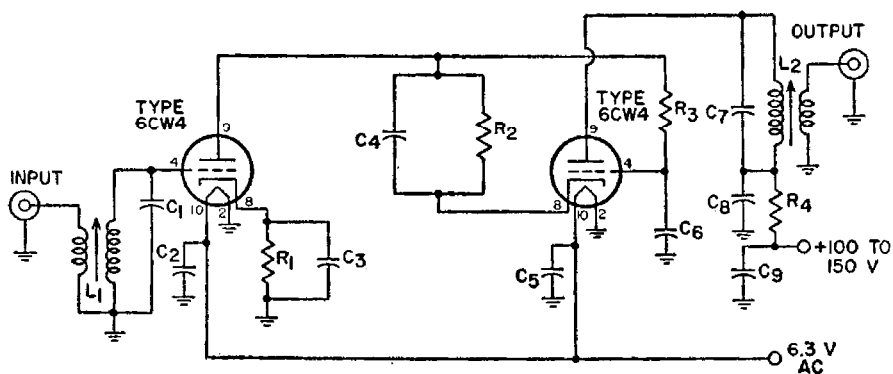 OUTPUT
L2
TYPE
6CW4
9
4
8
10
2
INPUT
L1
C1
C2
R1
C3
C4
R2
TYPE
6CW4
9
4
8
10
2
R3
C5
C6
C7
C8
R4
C9
+100 TO
150 V
6.3 V
AC